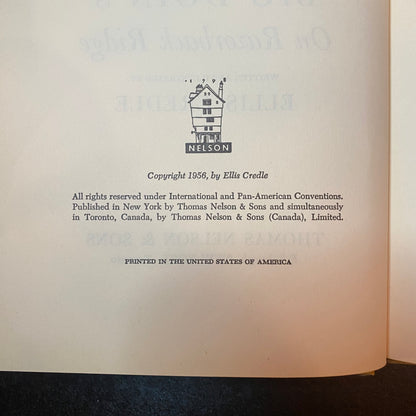 1798
NELSON
Copyright 1956, by Ellis Credle
All rights reserved under International and Pan-American Conventions.
Published in New York by Thomas Nelson & Sons and simultaneously
in Toronto, Canada, by Thomas Nelson & Sons (Canada), Limited.
PRINTED IN THE UNITED STATES OF AMERICA